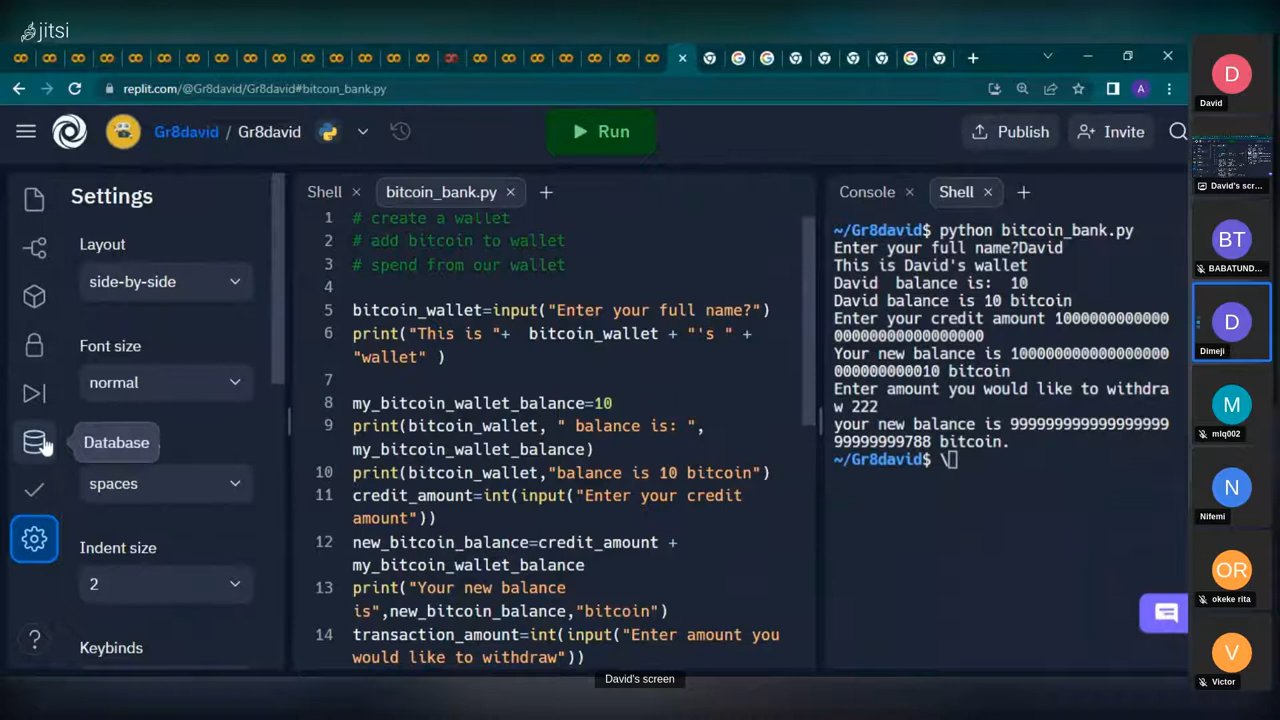 jitsi
replit.com/@Gr8david/Gr8david#bitcoin_bank.py
A
Gr8david / Gr8david
Run
Publish
Invite
Settings
Layout
side-by-side
Font size
normal
Database
spaces
Indent size
2
Keybinds
?
Shell
bitcoin_bank.py
1 # create a wallet
2 # add bitcoin to wallet
3 # spend from our wallet
4
5 bitcoin_wallet=input("Enter your full name?")
6 print("This is "+  bitcoin_wallet + "'s " +
"wallet" )
7
8 my_bitcoin_wallet_balance=10
9 print(bitcoin_wallet, " balance is: ",
my_bitcoin_wallet_balance)
10 print(bitcoin_wallet,"balance is 10 bitcoin")
11 credit_amount=int(input("Enter your credit
amount"))
12 new_bitcoin_balance=credit_amount +
my_bitcoin_wallet_balance
13 print("Your new balance
is",new_bitcoin_balance,"bitcoin")
14 transaction_amount=int(input("Enter amount you
would like to withdraw"))
Console
Shell
~/Gr8david$ python bitcoin_bank.py
Enter your full name?David
This is David's wallet
David  balance is:  10
David balance is 10 bitcoin
Enter your credit amount 1000000000000
00000000000000000000
Your new balance is 100000000000000000
000000000010 bitcoin
Enter amount you would like to withdra
w 222
your new balance is 999999999999999999
99999999788 bitcoin.
~/Gr8david$ \
David's screen
D
David
David's scr...
BT
BABATUND...
D
Dimeji
M
mlq002
N
Nifemi
OR
okeke rita
V
Victor